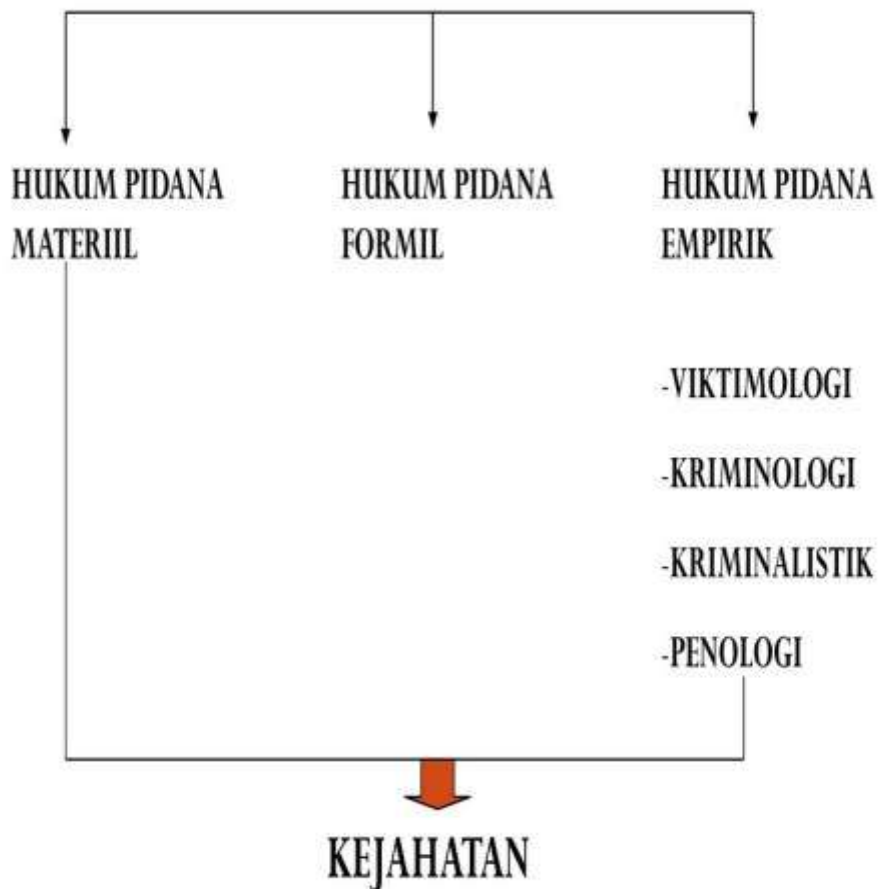 HUKUM PIDANA
MATERIIL
HUKUM PIDANA
FORMIL
HUKUM PIDANA
EMPIRIK
-VIKTIMOLOGI
-KRIMINOLOGI
-KRIMINALISTIK
-PENOLOGI
KEJAHATAN